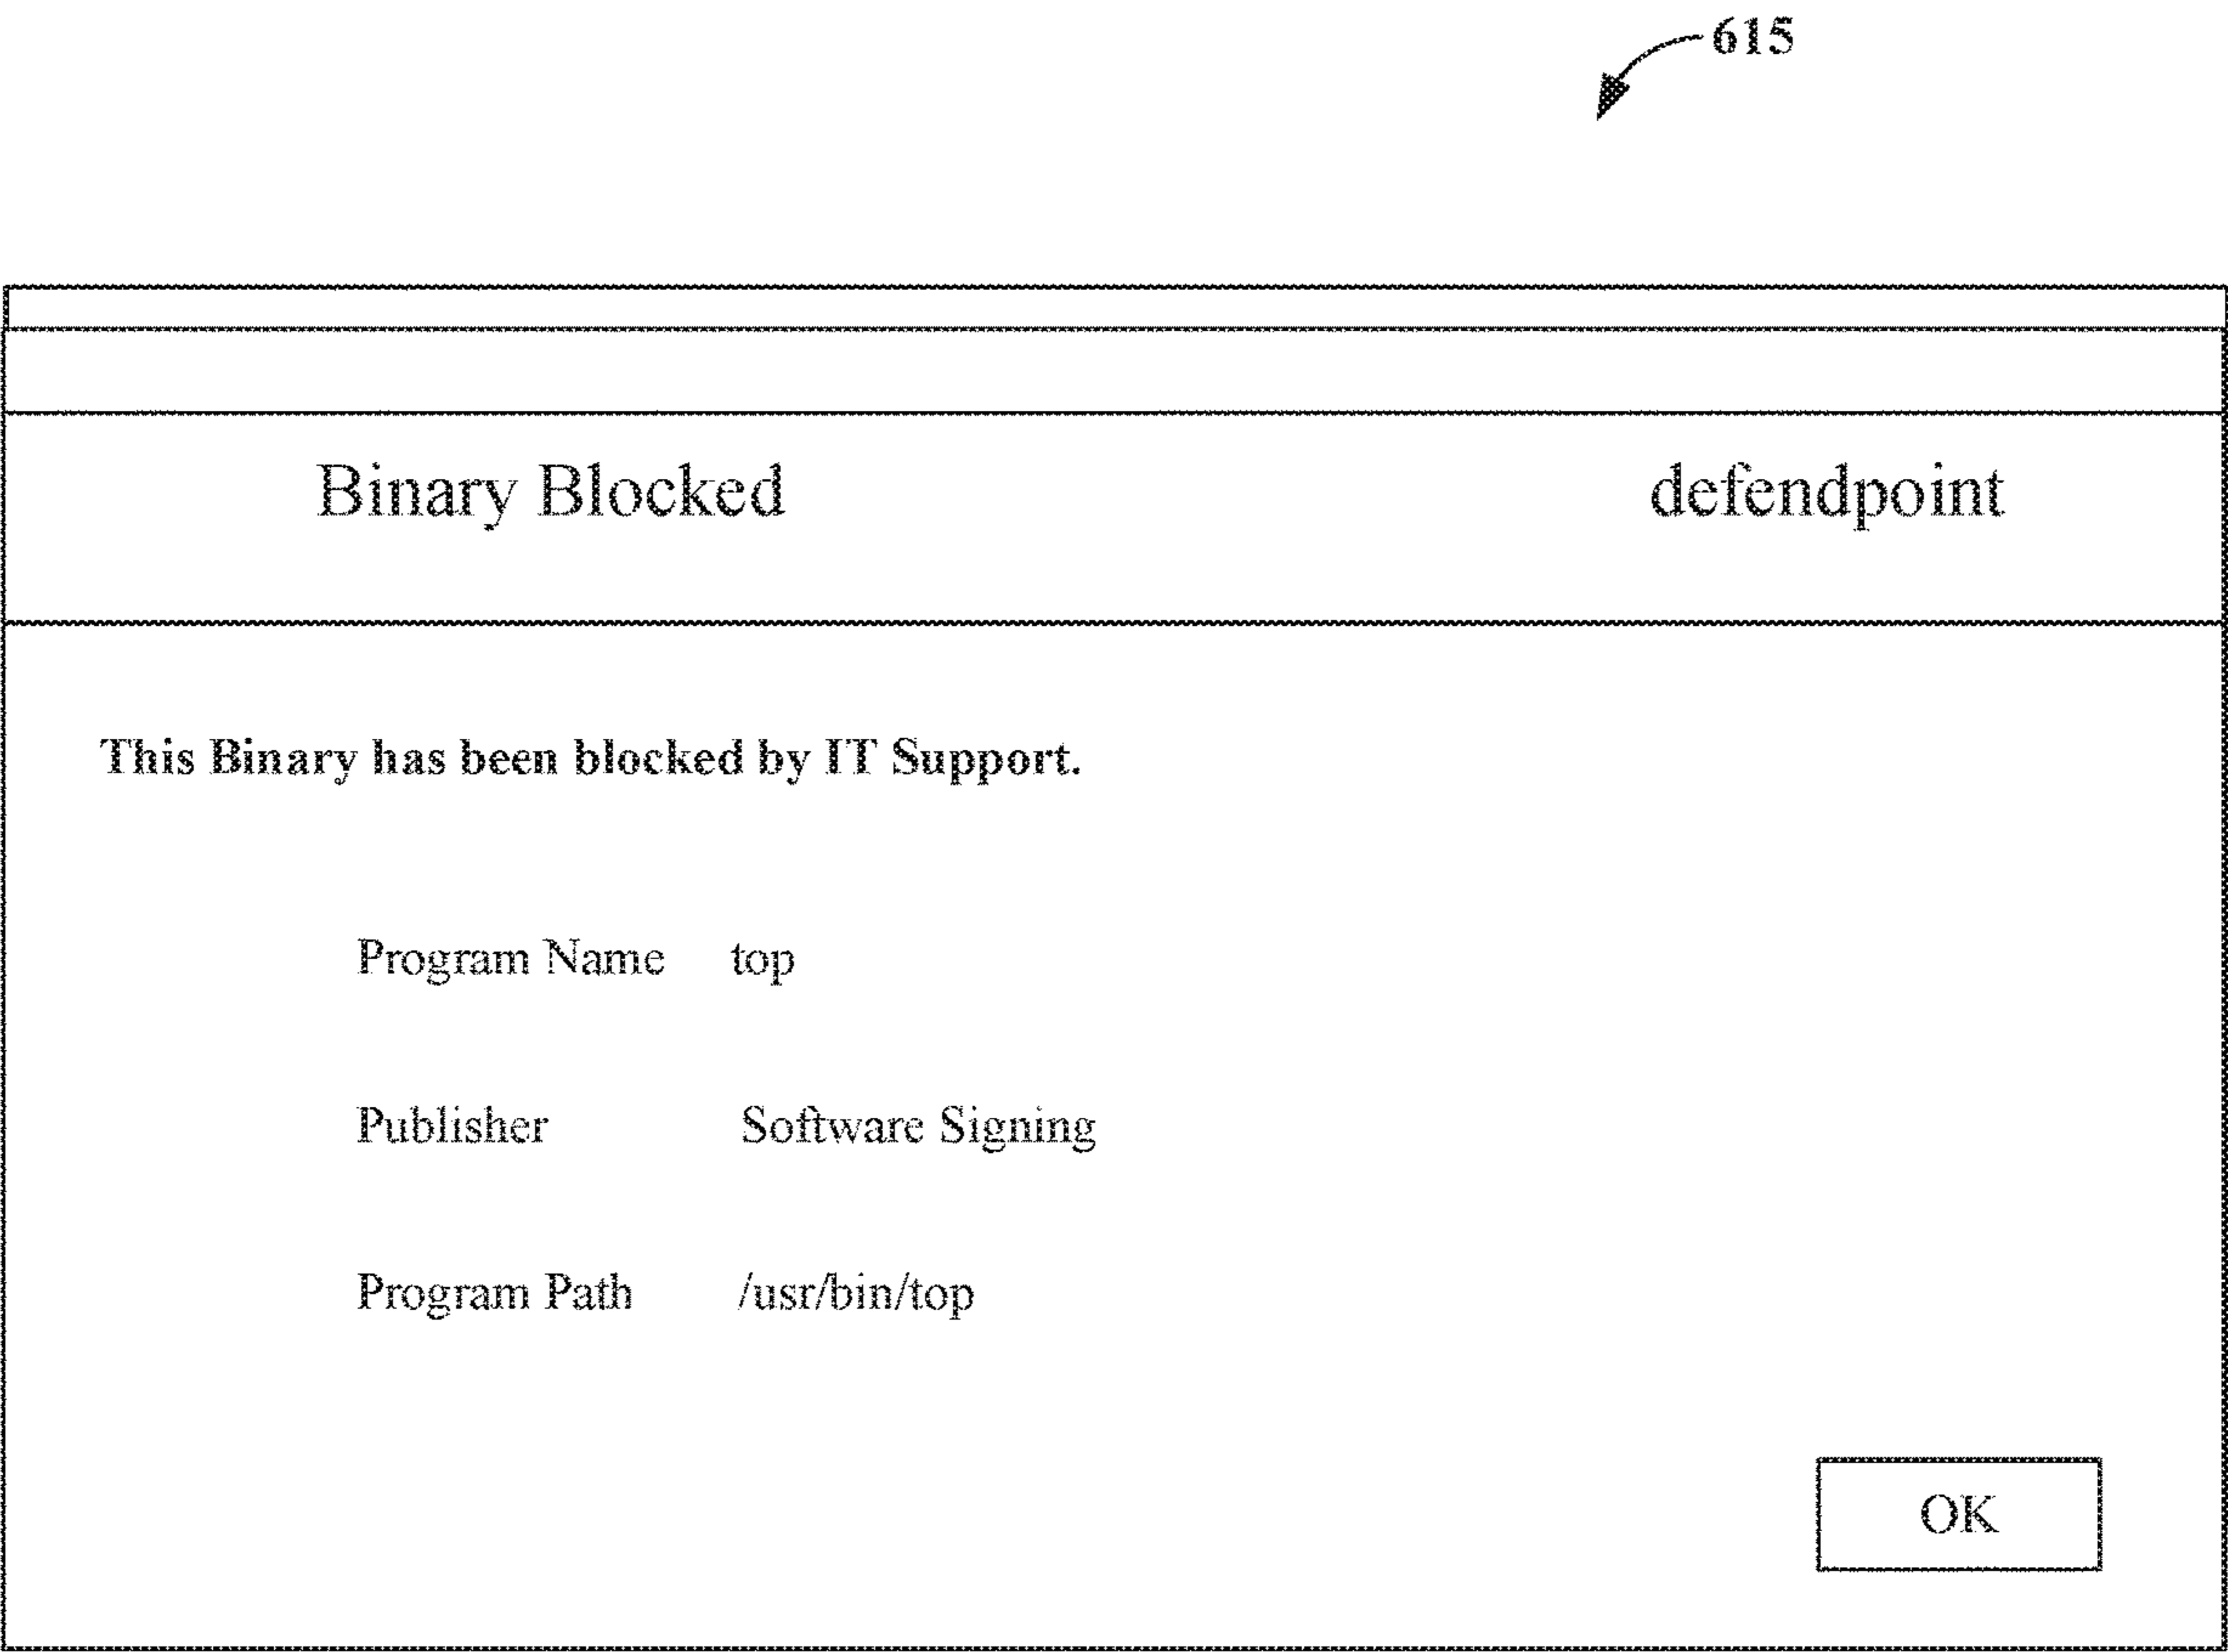 615
Binary Blocked defendpoint
This Binary has been blocked by IT Support.
Program Name top
Publisher Software Signing
Program Path /usr/bin/top
OK